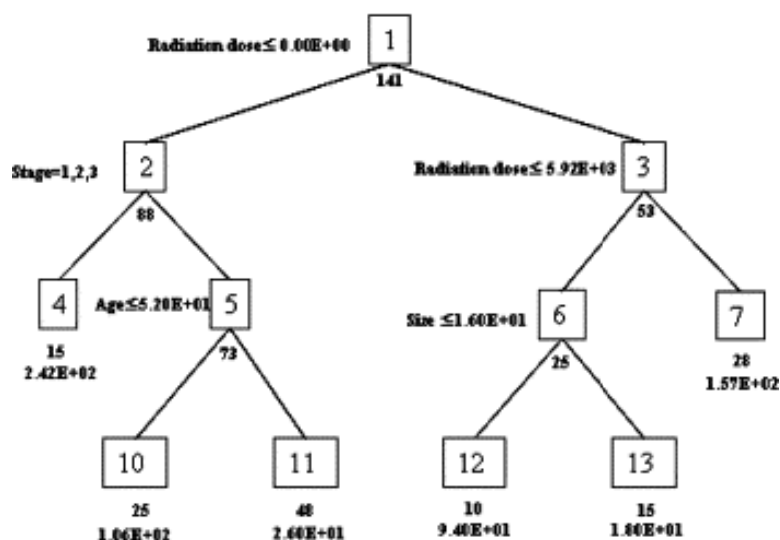 1
Radiation dose≤ 0.00E+00
141
2
3
Stage=1,2,3
Radiation dose≤ 5.92E+03
88
53
4
Age≤5.20E+01
5
Size ≤1.60E+01
6
7
15
2.42E+02
73
25
28
1.57E+02
10
11
12
13
25
48
10
15
1.06E+02
2.60E+01
9.40E+01
1.80E+01